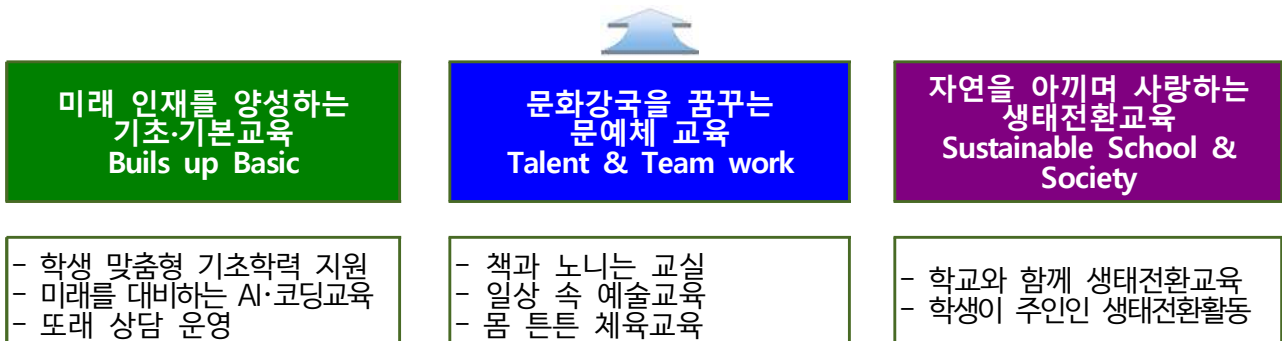 미래 인재를 양성하는
기초·기본교육
Buils up Basic
문화강국을 꿈꾸는
문예체 교육
Talent & Team work
자연을 아끼며 사랑하는
생태전환교육
Sustainable School &
Society
- 학생 맞춤형 기초학력 지원
- 미래를 대비하는 AI·코딩교육
- 또래 상담 운영
- 책과 노니는 교실
- 일상 속 예술교육
- 몸 튼튼 체육교육
- 학교와 함께 생태전환교육
- 학생이 주인인 생태전환활동